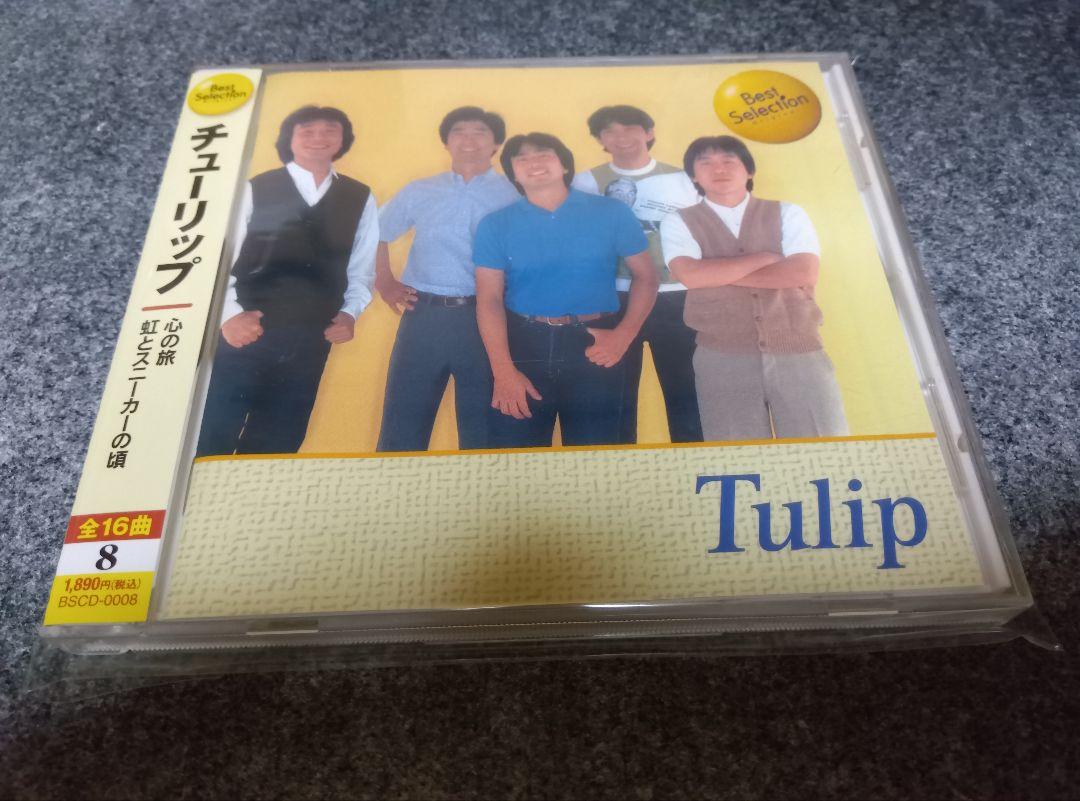 Best
Selection
チューリップ
心の旅
虹とスニーカーの頃
全16曲
8
1,890円(税込)
BSCD-0008
Best
Selection
Tulip